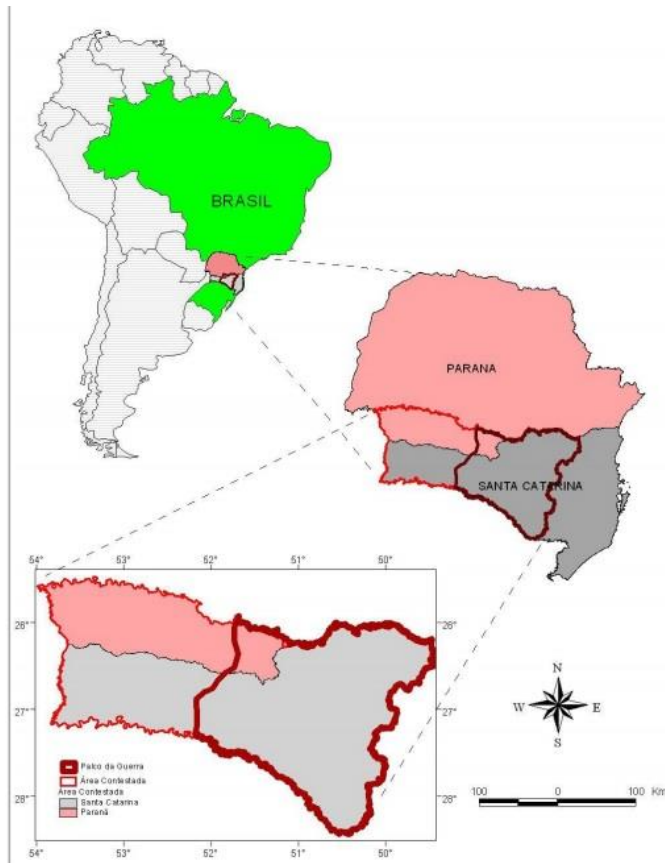 BRASIL
PARANA
SANTA CATARINA
54° 53° 52° 51° 50°
26° 26°
27° 27°
28° 28°
N
W E
S
Palco da Guerra
Área Contestada
Área Contestada
Santa Catarina
Paraná
100 0 100 Km
54° 53° 52° 51° 50°